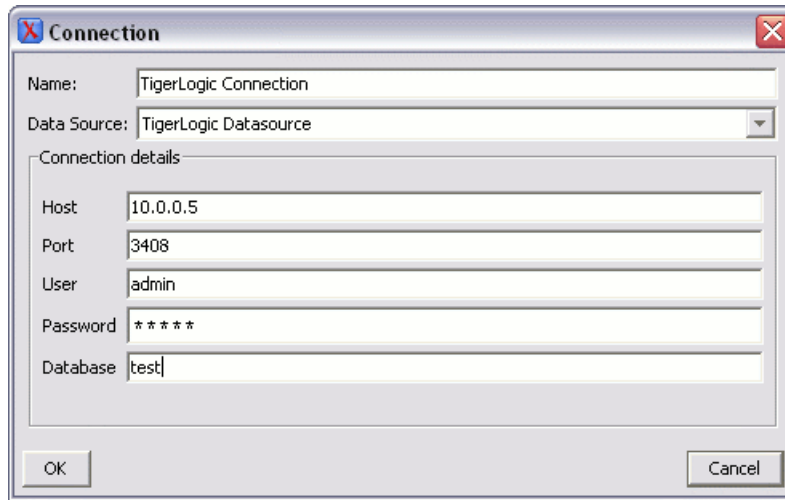 Connection
Name: TigerLogic Connection
Data Source: TigerLogic Datasource
Connection details
Host 10.0.0.5
Port 3408
User admin
Password *****
Database test
OK Cancel